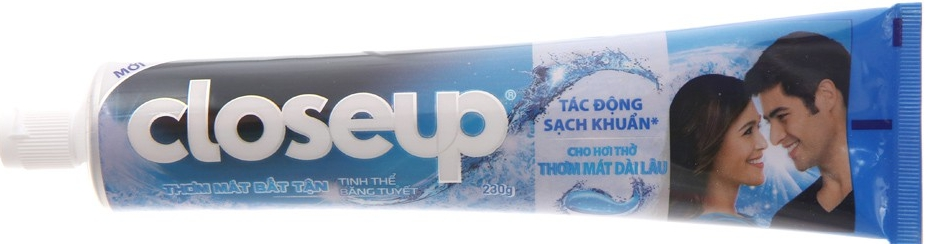 MỚI
closeup®
THƠM MÁT BẤT TẬN
TINH THỂ
BĂNG TUYẾT
230g
TÁC ĐỘNG
SẠCH KHUẨN*
CHO HƠI THỞ
THƠM MÁT DÀI LÂU